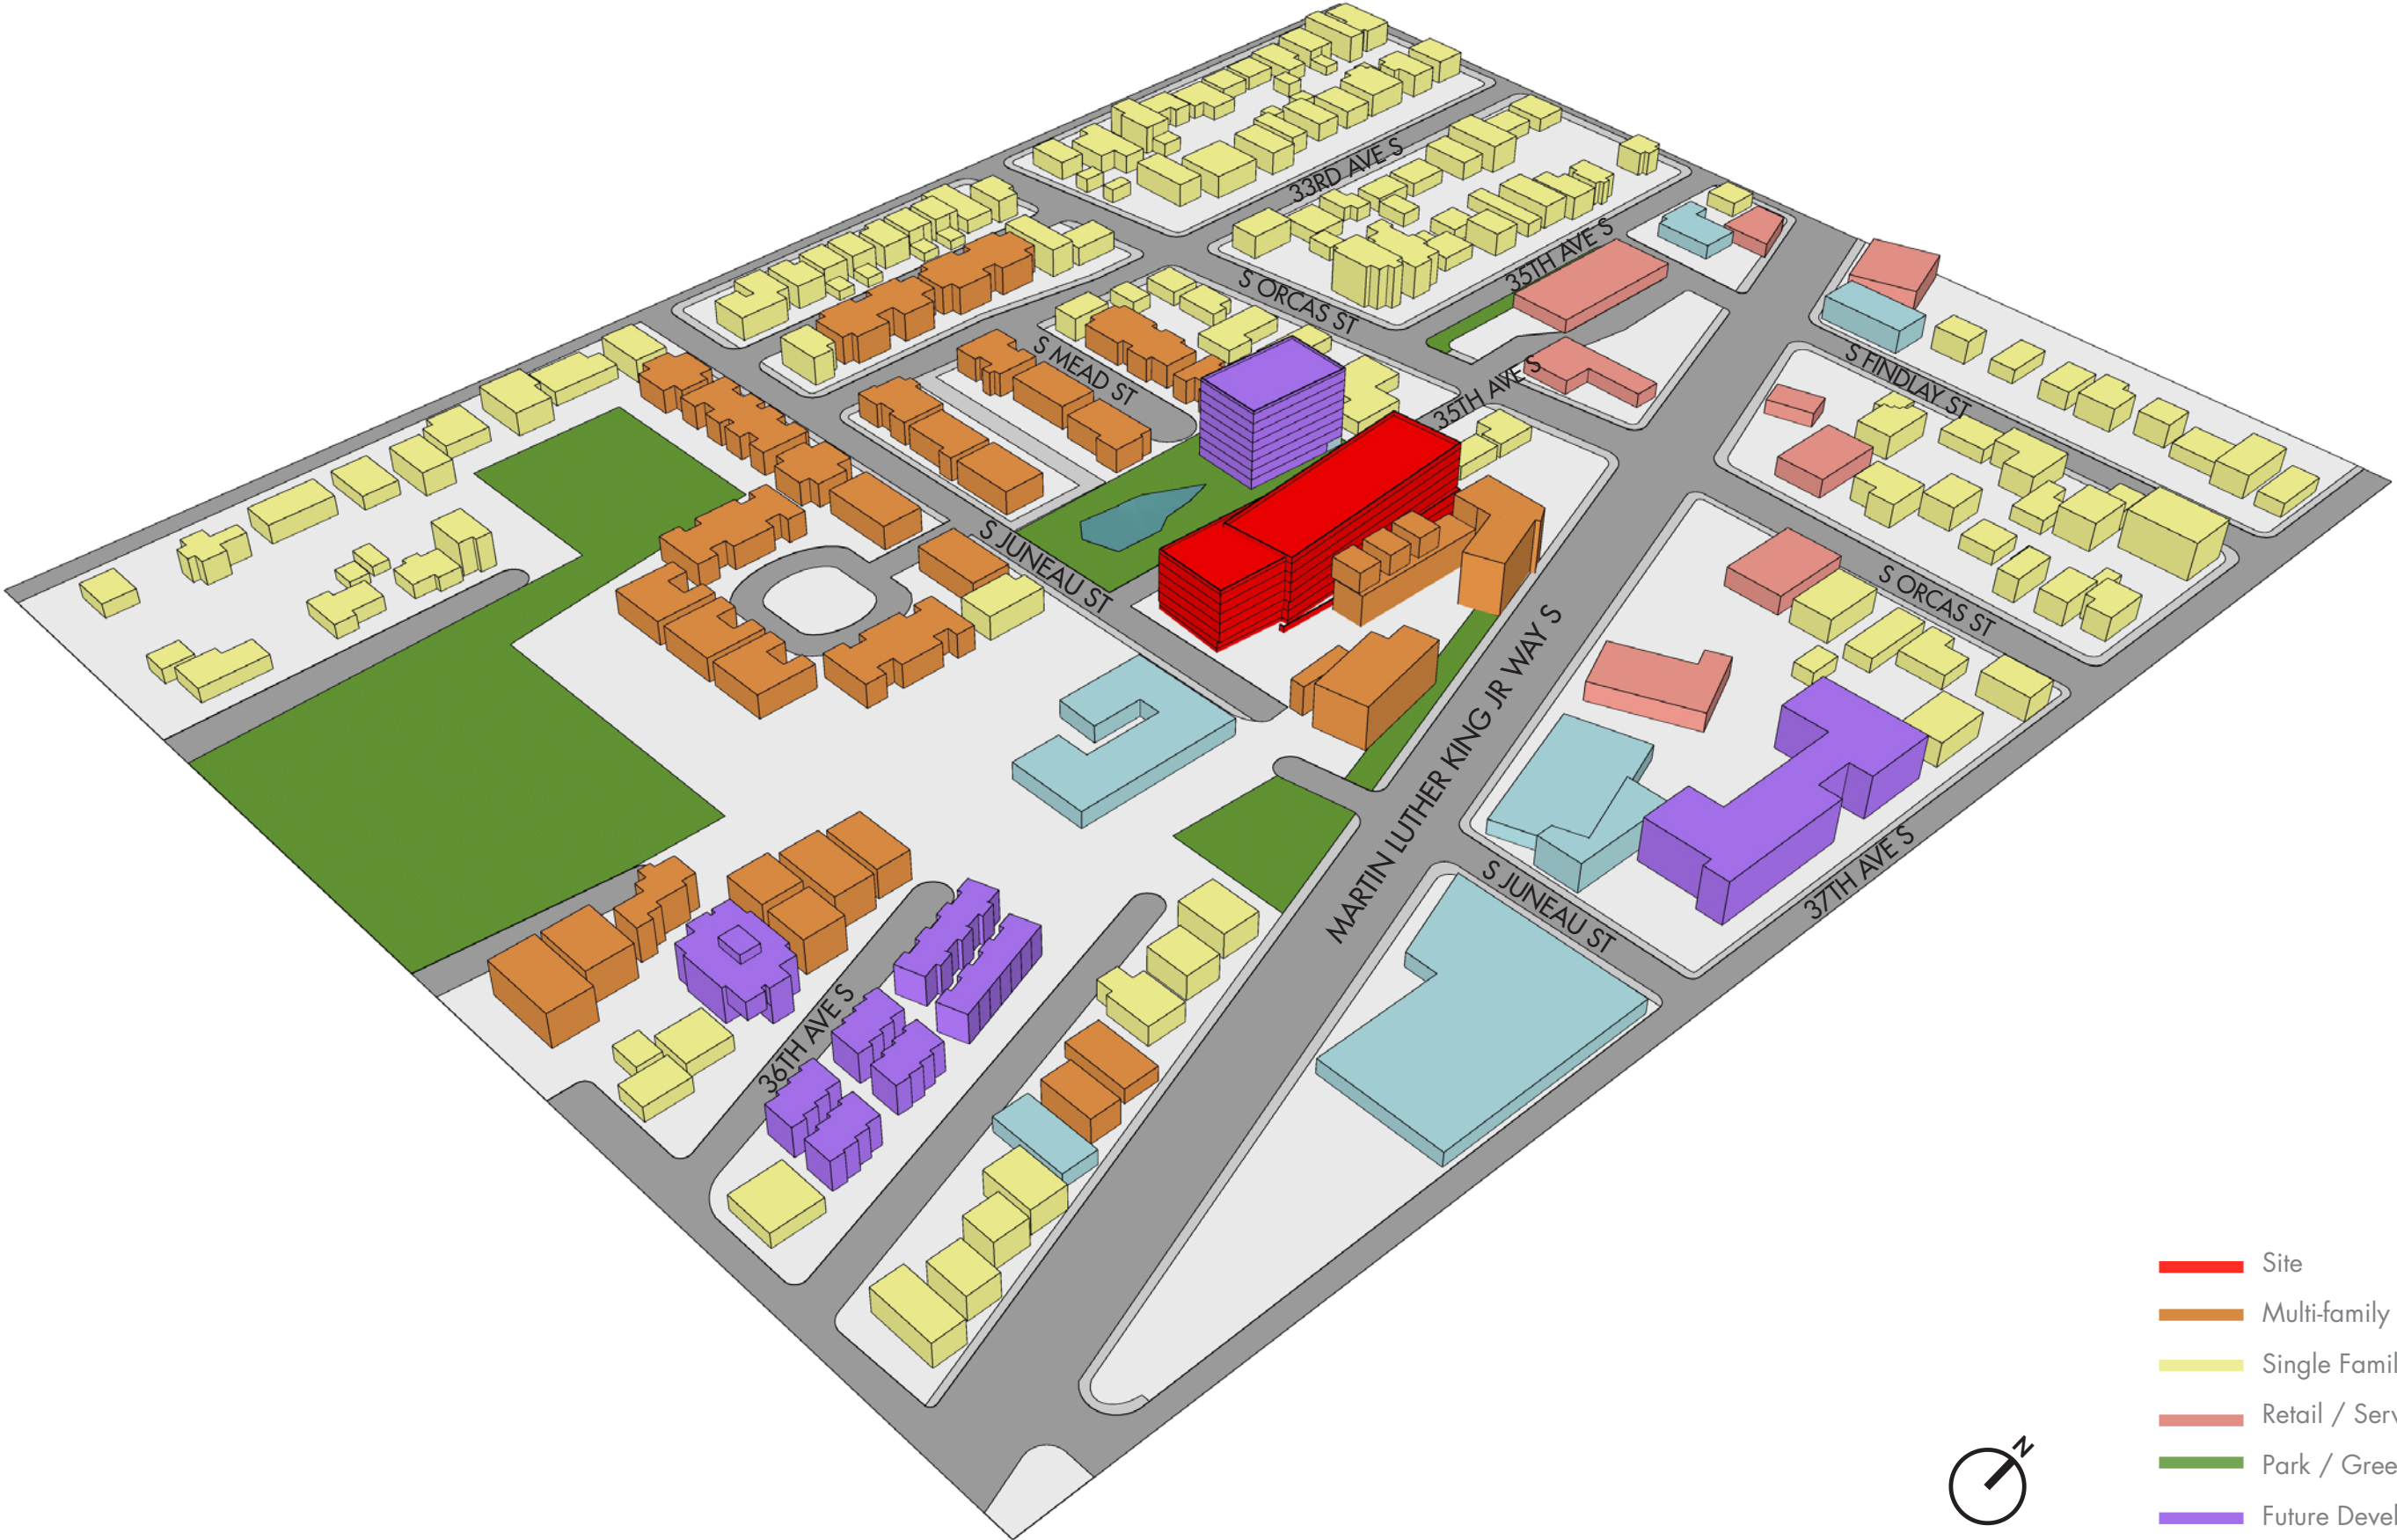 33RD AVE S
35TH AVE S
S ORCAS ST
S MEAD ST
35TH AVE S
S FINDLAY ST
S JUNEAU ST
S ORCAS ST
MARTIN LUTHER KING JR WAY S
S JUNEAU ST
37TH AVE S
36TH AVE S
Site
Multi-family
Single Famil
Retail / Serv
Park / Gree
Future Devel
N